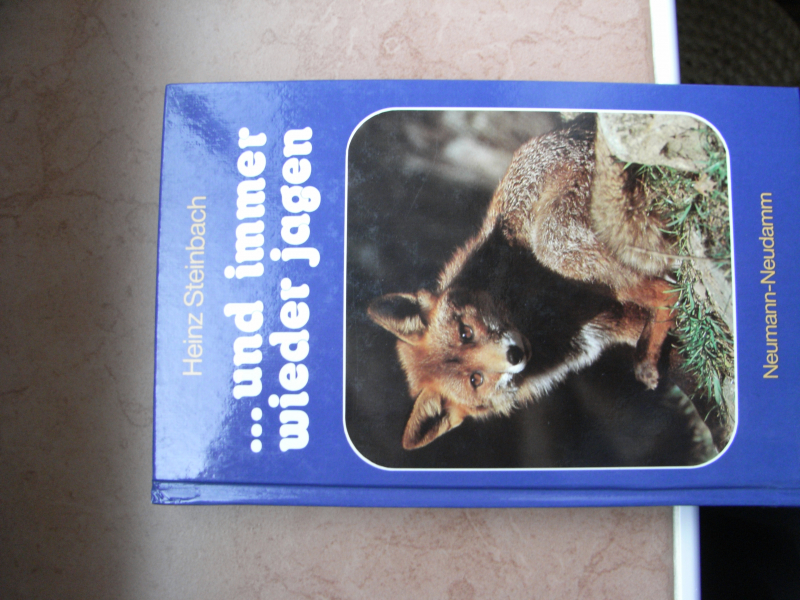 Heinz Steinbach
...und immer
wieder jagen
Neumann-Neudamm